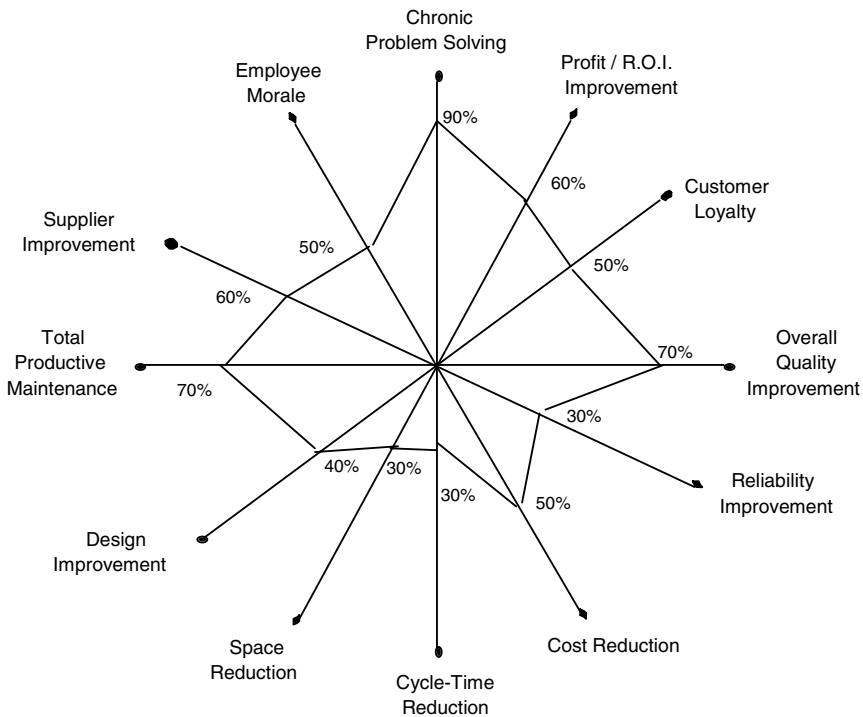 Chronic
Problem Solving
90%
Profit / R.O.I.
Improvement
60%
Customer
Loyalty
50%
Overall
Quality
Improvement
70%
Reliability
Improvement
30%
Cost Reduction
50%
Cycle-Time
Reduction
30%
Space
Reduction
30%
Design
Improvement
40%
Total
Productive
Maintenance
70%
Supplier
Improvement
60%
Employee
Morale
50%